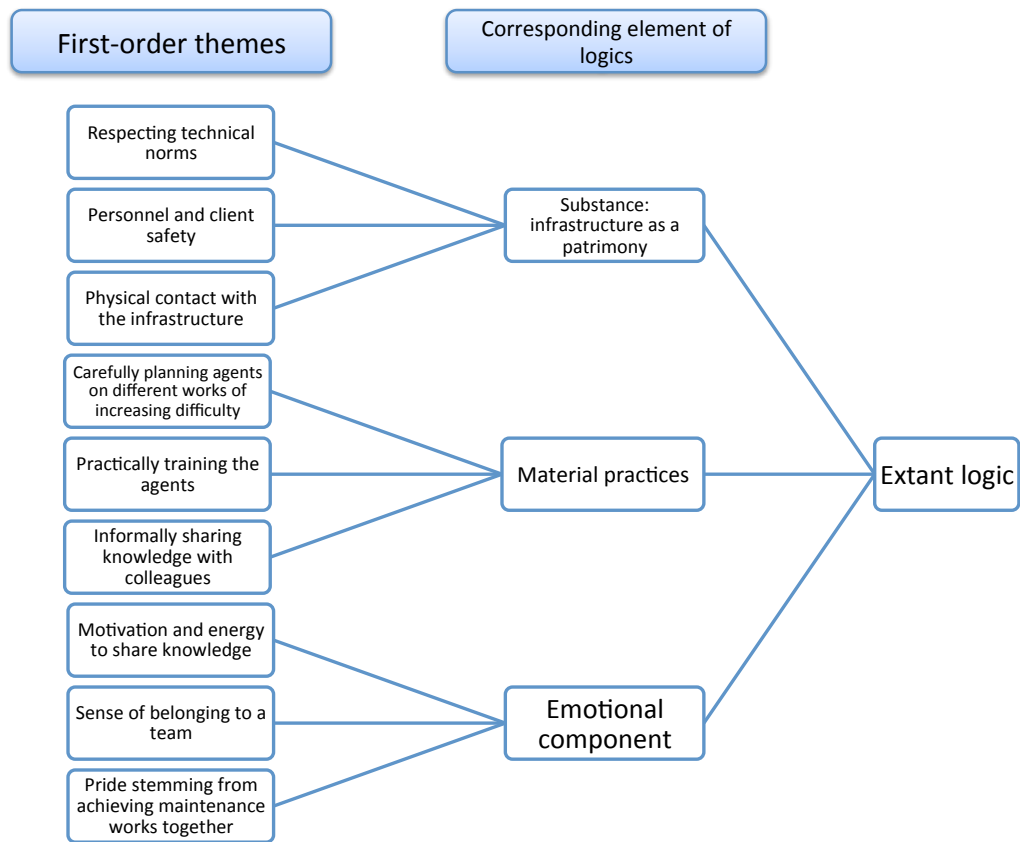 First-order themes
Corresponding element of
logics
Respecting technical
norms
Personnel and client
safety
Physical contact with
the infrastructure
Carefully planning agents
on different works of
increasing difficulty
Practically training the
agents
Informally sharing
knowledge with
colleagues
Motivation and energy
to share knowledge
Sense of belonging to a
team
Pride stemming from
achieving maintenance
works together
Substance:
infrastructure as a
patrimony
Material practices
Emotional
component
Extant logic